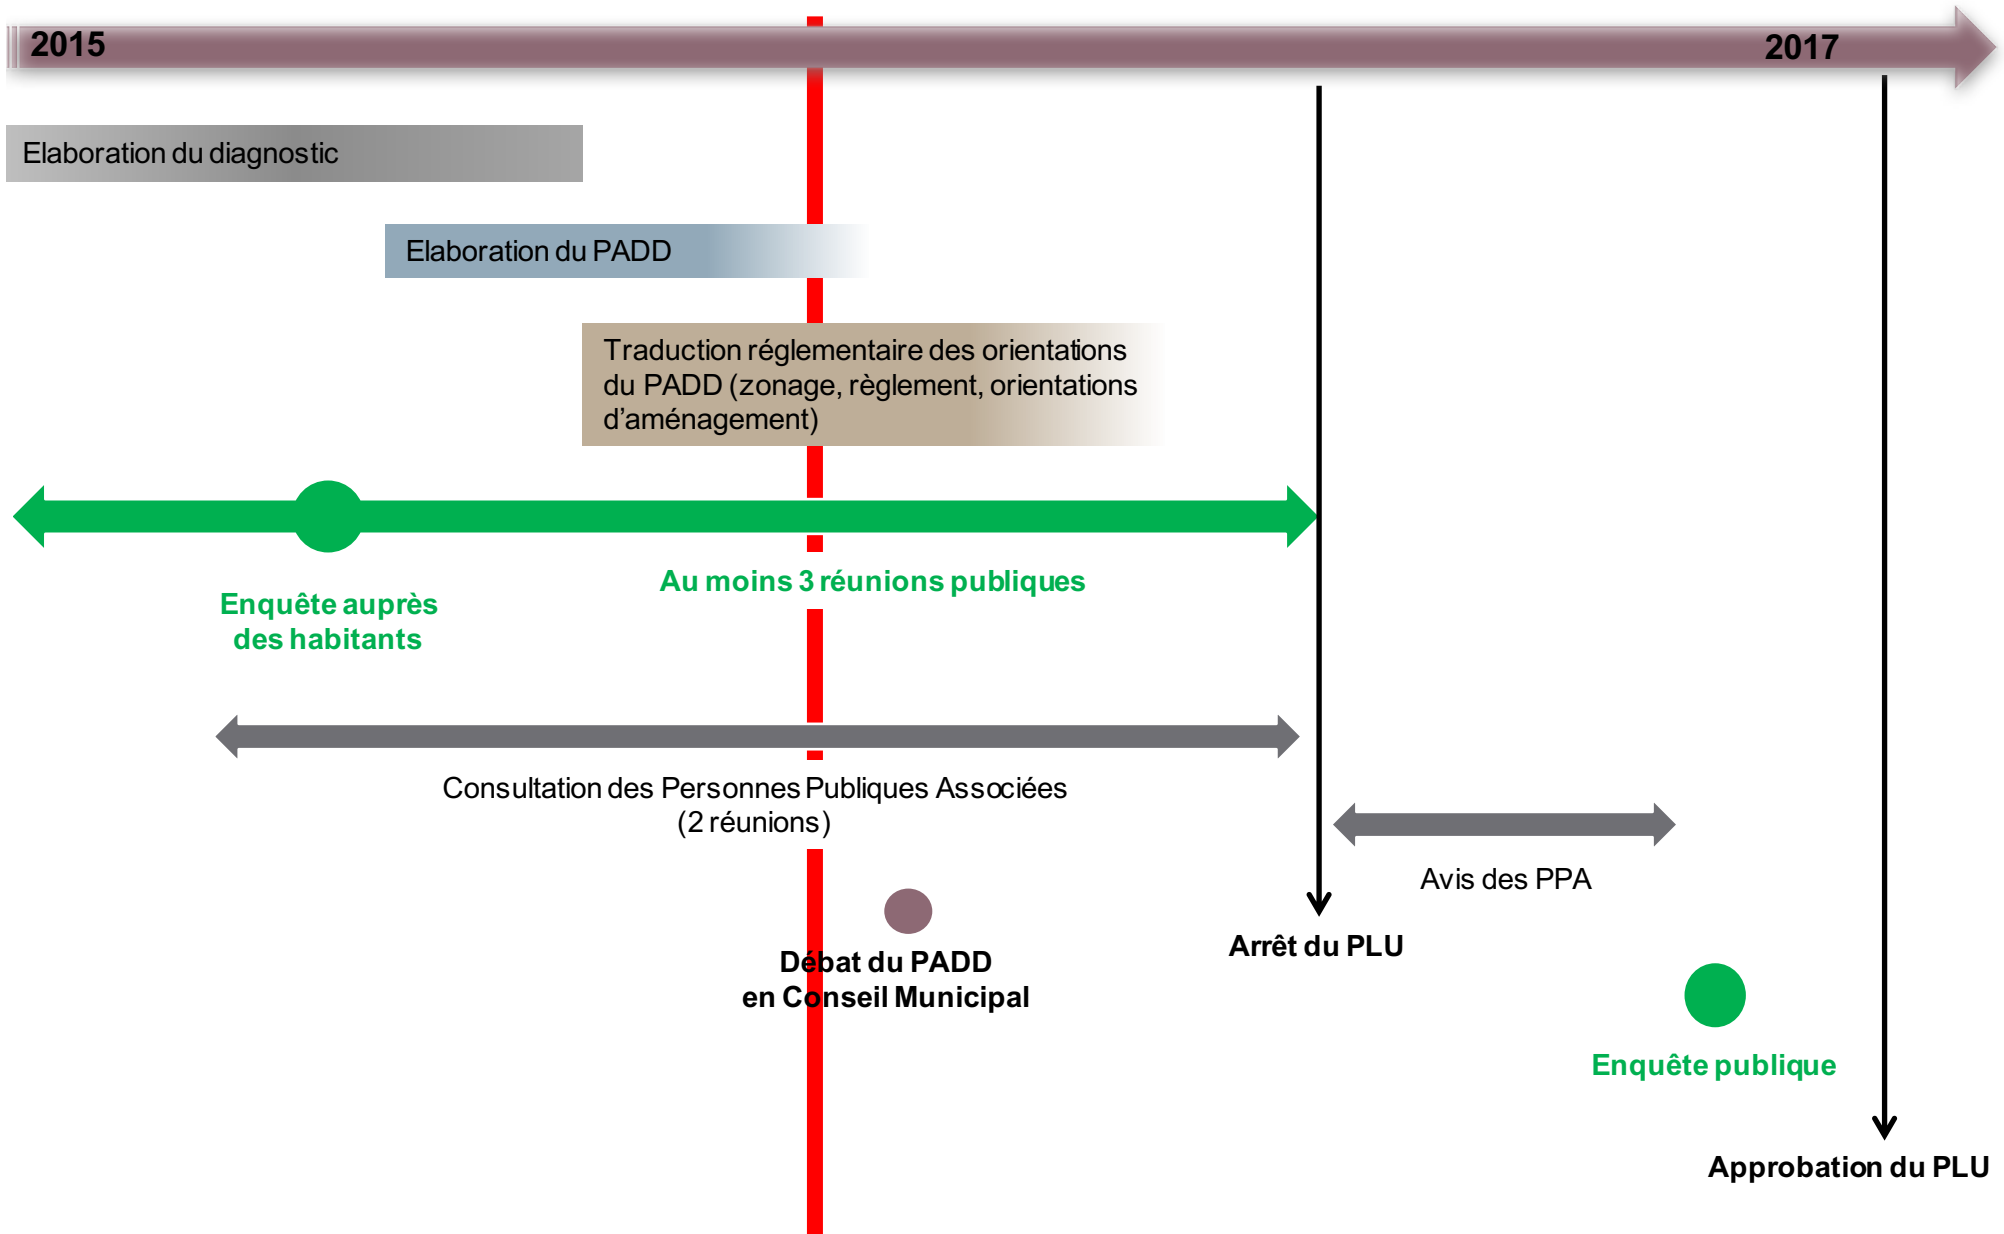 2015
2017
Elaboration du diagnostic
Elaboration du PADD
Traduction réglementaire des orientations
du PADD (zonage, règlement, orientations
d’aménagement)
Au moins 3 réunions publiques
Enquête auprès
des habitants
Consultation des Personnes Publiques Associées
(2 réunions)
Avis des PPA
Débat du PADD
en Conseil Municipal
Arrêt du PLU
Enquête publique
Approbation du PLU